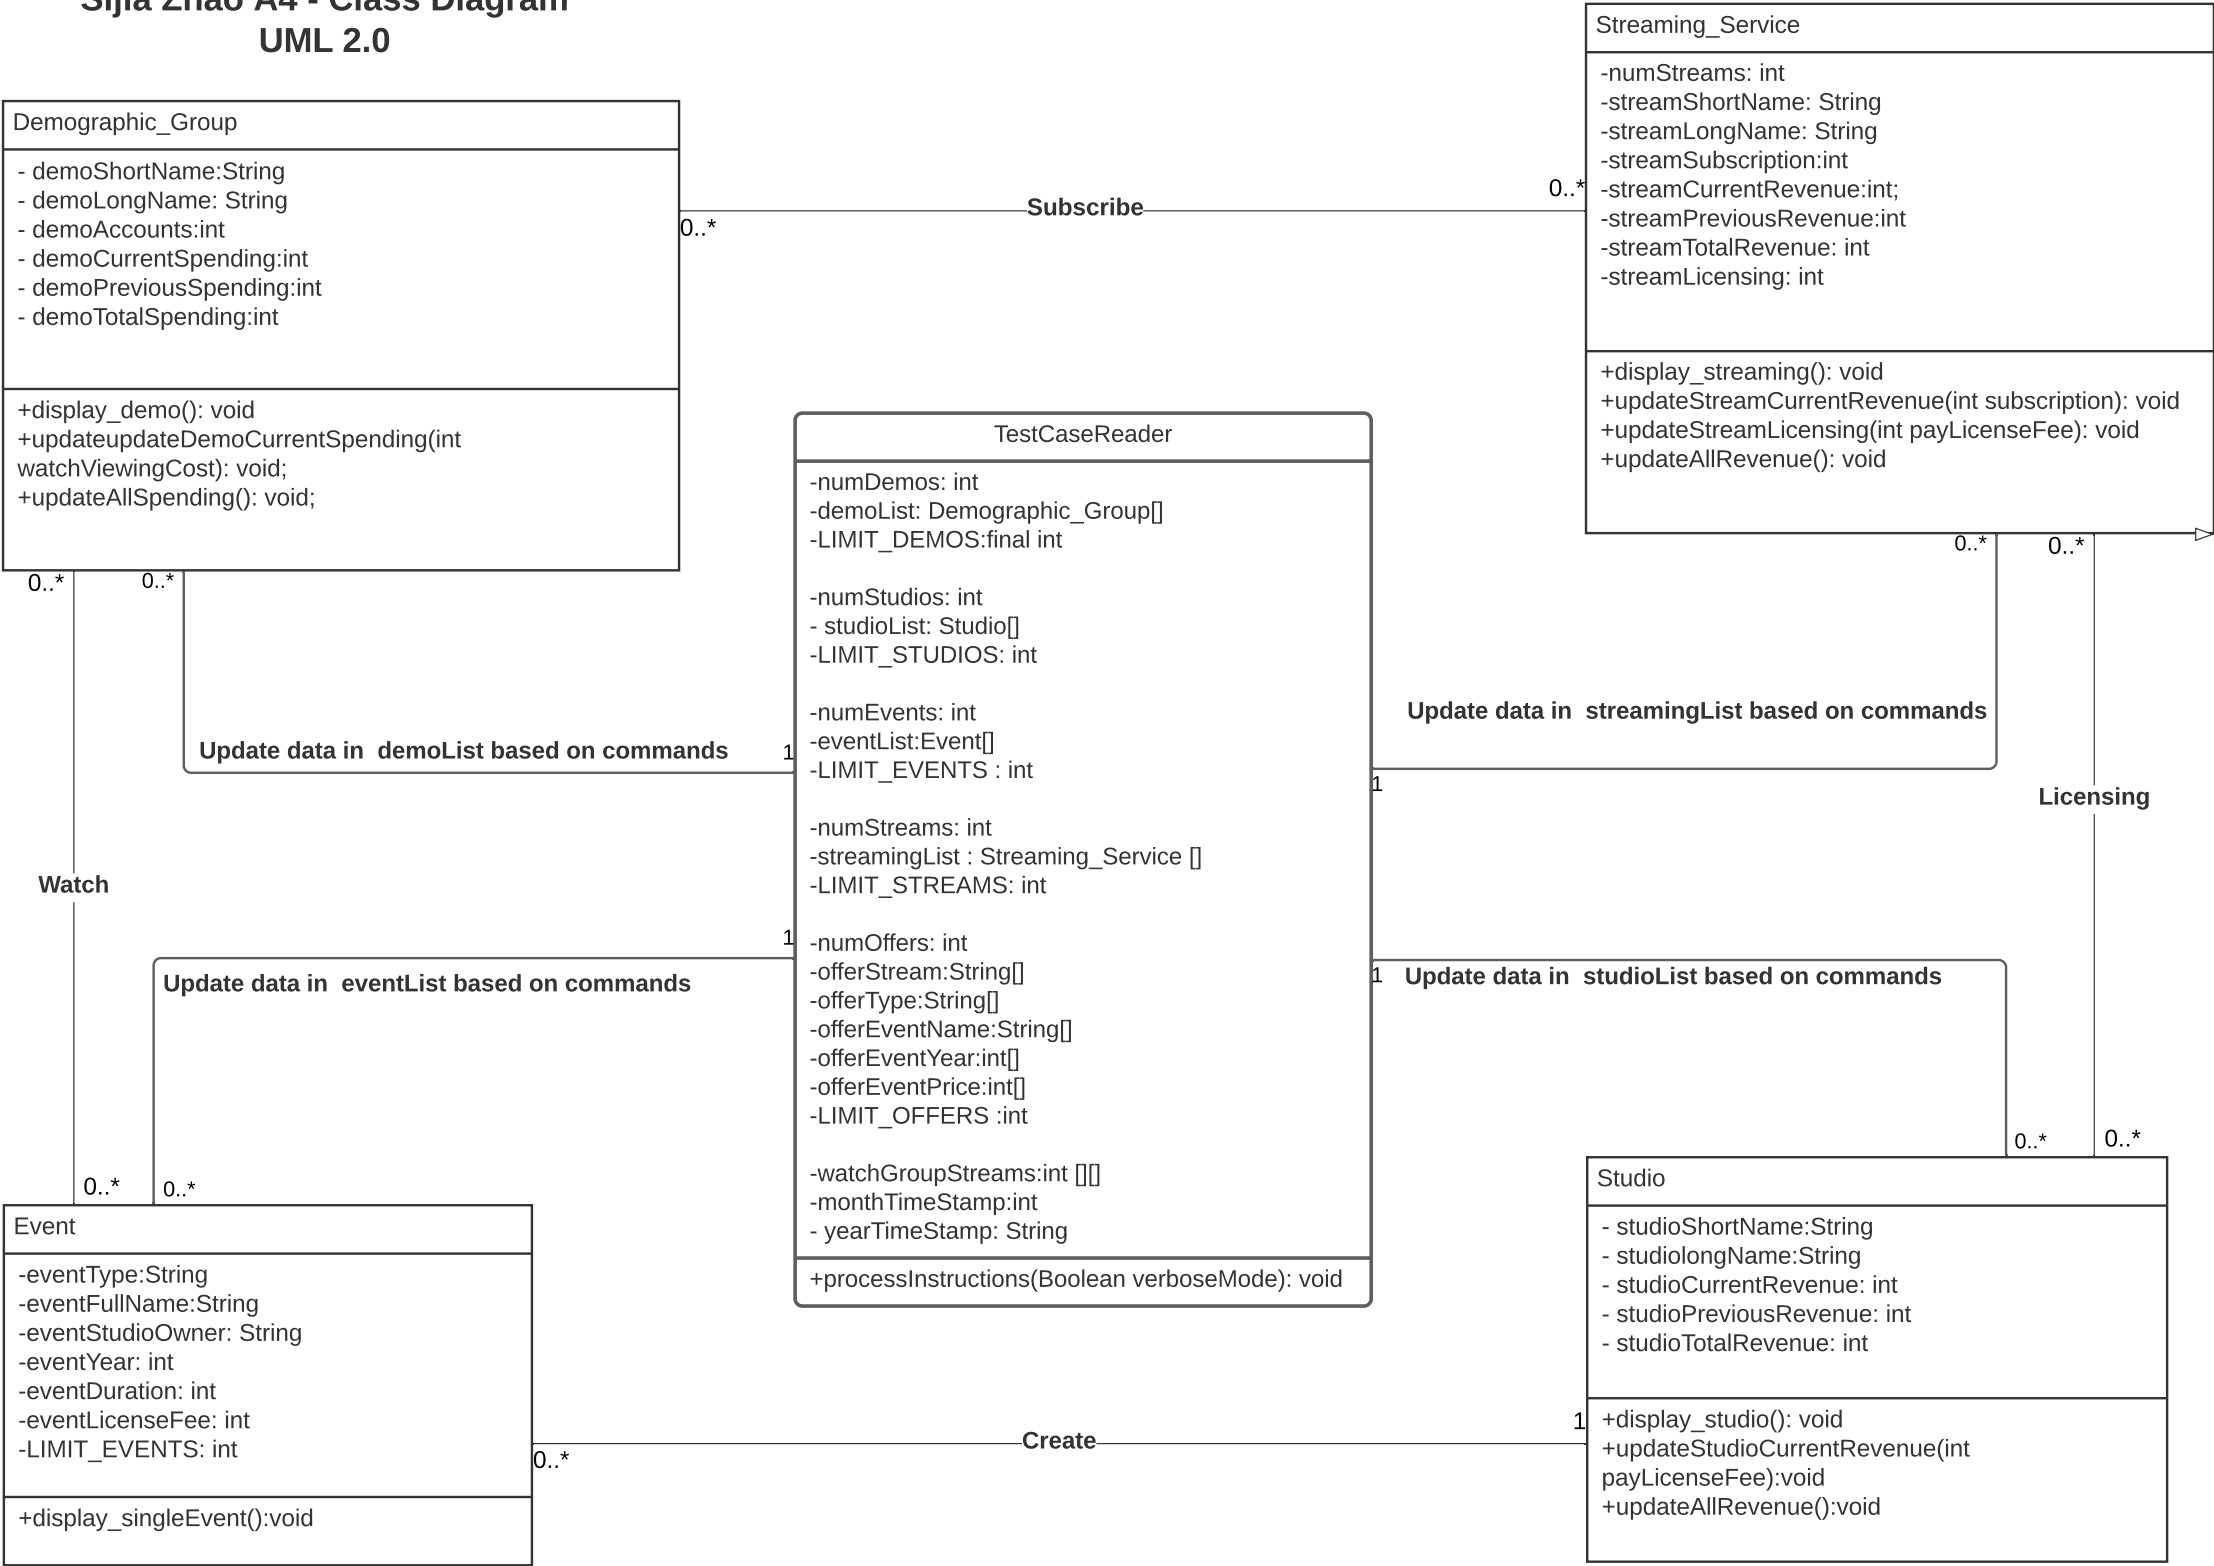 Sijia Zhao A4 - Class Diagram
UML 2.0
Demographic_Group
- demoShortName:String
- demoLongName: String
- demoAccounts:int
- demoCurrentSpending:int
- demoPreviousSpending:int
- demoTotalSpending:int
+display_demo(): void
+updateupdateDemoCurrentSpending(int
watchViewingCost): void;
+updateAllSpending(): void;
Subscribe
0..*
0..*
Streaming_Service
-numStreams: int
-streamShortName: String
-streamLongName: String
-streamSubscription:int
-streamCurrentRevenue:int;
-streamPreviousRevenue:int
-streamTotalRevenue: int
-streamLicensing: int
+display_streaming(): void
+updateStreamCurrentRevenue(int subscription): void
+updateStreamLicensing(int payLicenseFee): void
+updateAllRevenue(): void
TestCaseReader
-numDemos: int
-demoList: Demographic_Group[]
-LIMIT_DEMOS:final int
-numStudios: int
- studioList: Studio[]
-LIMIT_STUDIOS: int
-numEvents: int
-eventList:Event[]
-LIMIT_EVENTS : int
-numStreams: int
-streamingList : Streaming_Service []
-LIMIT_STREAMS: int
-numOffers: int
-offerStream:String[]
-offerType:String[]
-offerEventName:String[]
-offerEventYear:int[]
-offerEventPrice:int[]
-LIMIT_OFFERS :int
-watchGroupStreams:int [][]
-monthTimeStamp:int
- yearTimeStamp: String
+processInstructions(Boolean verboseMode): void
0..*
0..*
Update data in  demoList based on commands
1
Watch
1
Update data in  eventList based on commands
0..*
0..*
0..*
0..*
Update data in  streamingList based on commands
1
Licensing
1
Update data in  studioList based on commands
0..*
0..*
Event
-eventType:String
-eventFullName:String
-eventStudioOwner: String
-eventYear: int
-eventDuration: int
-eventLicenseFee: int
-LIMIT_EVENTS: int
+display_singleEvent():void
0..*
Create
1
Studio
- studioShortName:String
- studiolongName:String
- studioCurrentRevenue: int
- studioPreviousRevenue: int
- studioTotalRevenue: int
+display_studio(): void
+updateStudioCurrentRevenue(int
payLicenseFee):void
+updateAllRevenue():void